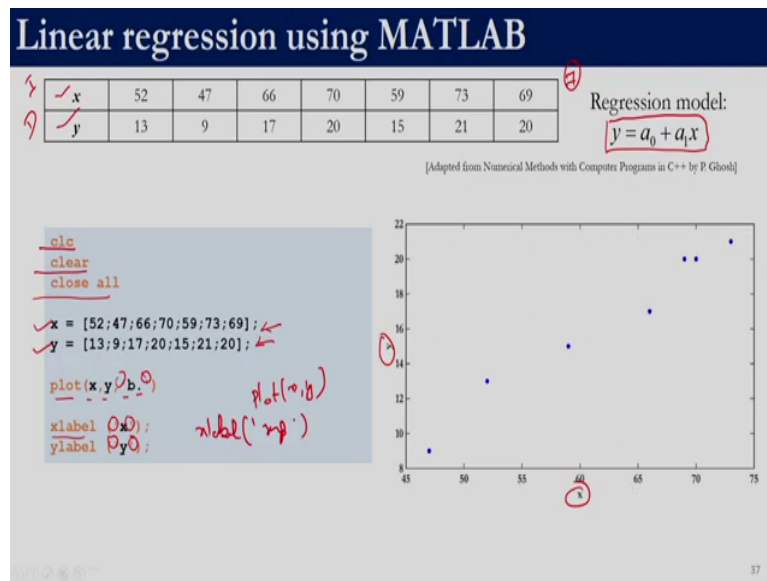 Linear regression using MATLAB
x 52 47 66 70 59 73 69
y 13 9 17 20 15 21 20
7
Regression model:
y = a₀ + a₁x
[Adapted from Numerical Methods with Computer Programs in C++ by P. Ghosh]
clc
clear
close all
x = [52;47;66;70;59;73;69];
y = [13;9;17;20;15;21;20];
plot(x,y,'b.')
xlabel('x');
ylabel('y');
plot(x,y)
xlabel(' ')
22
20
18
16
14
12
10
8
y
45 50 55 60 65 70 75
x
37